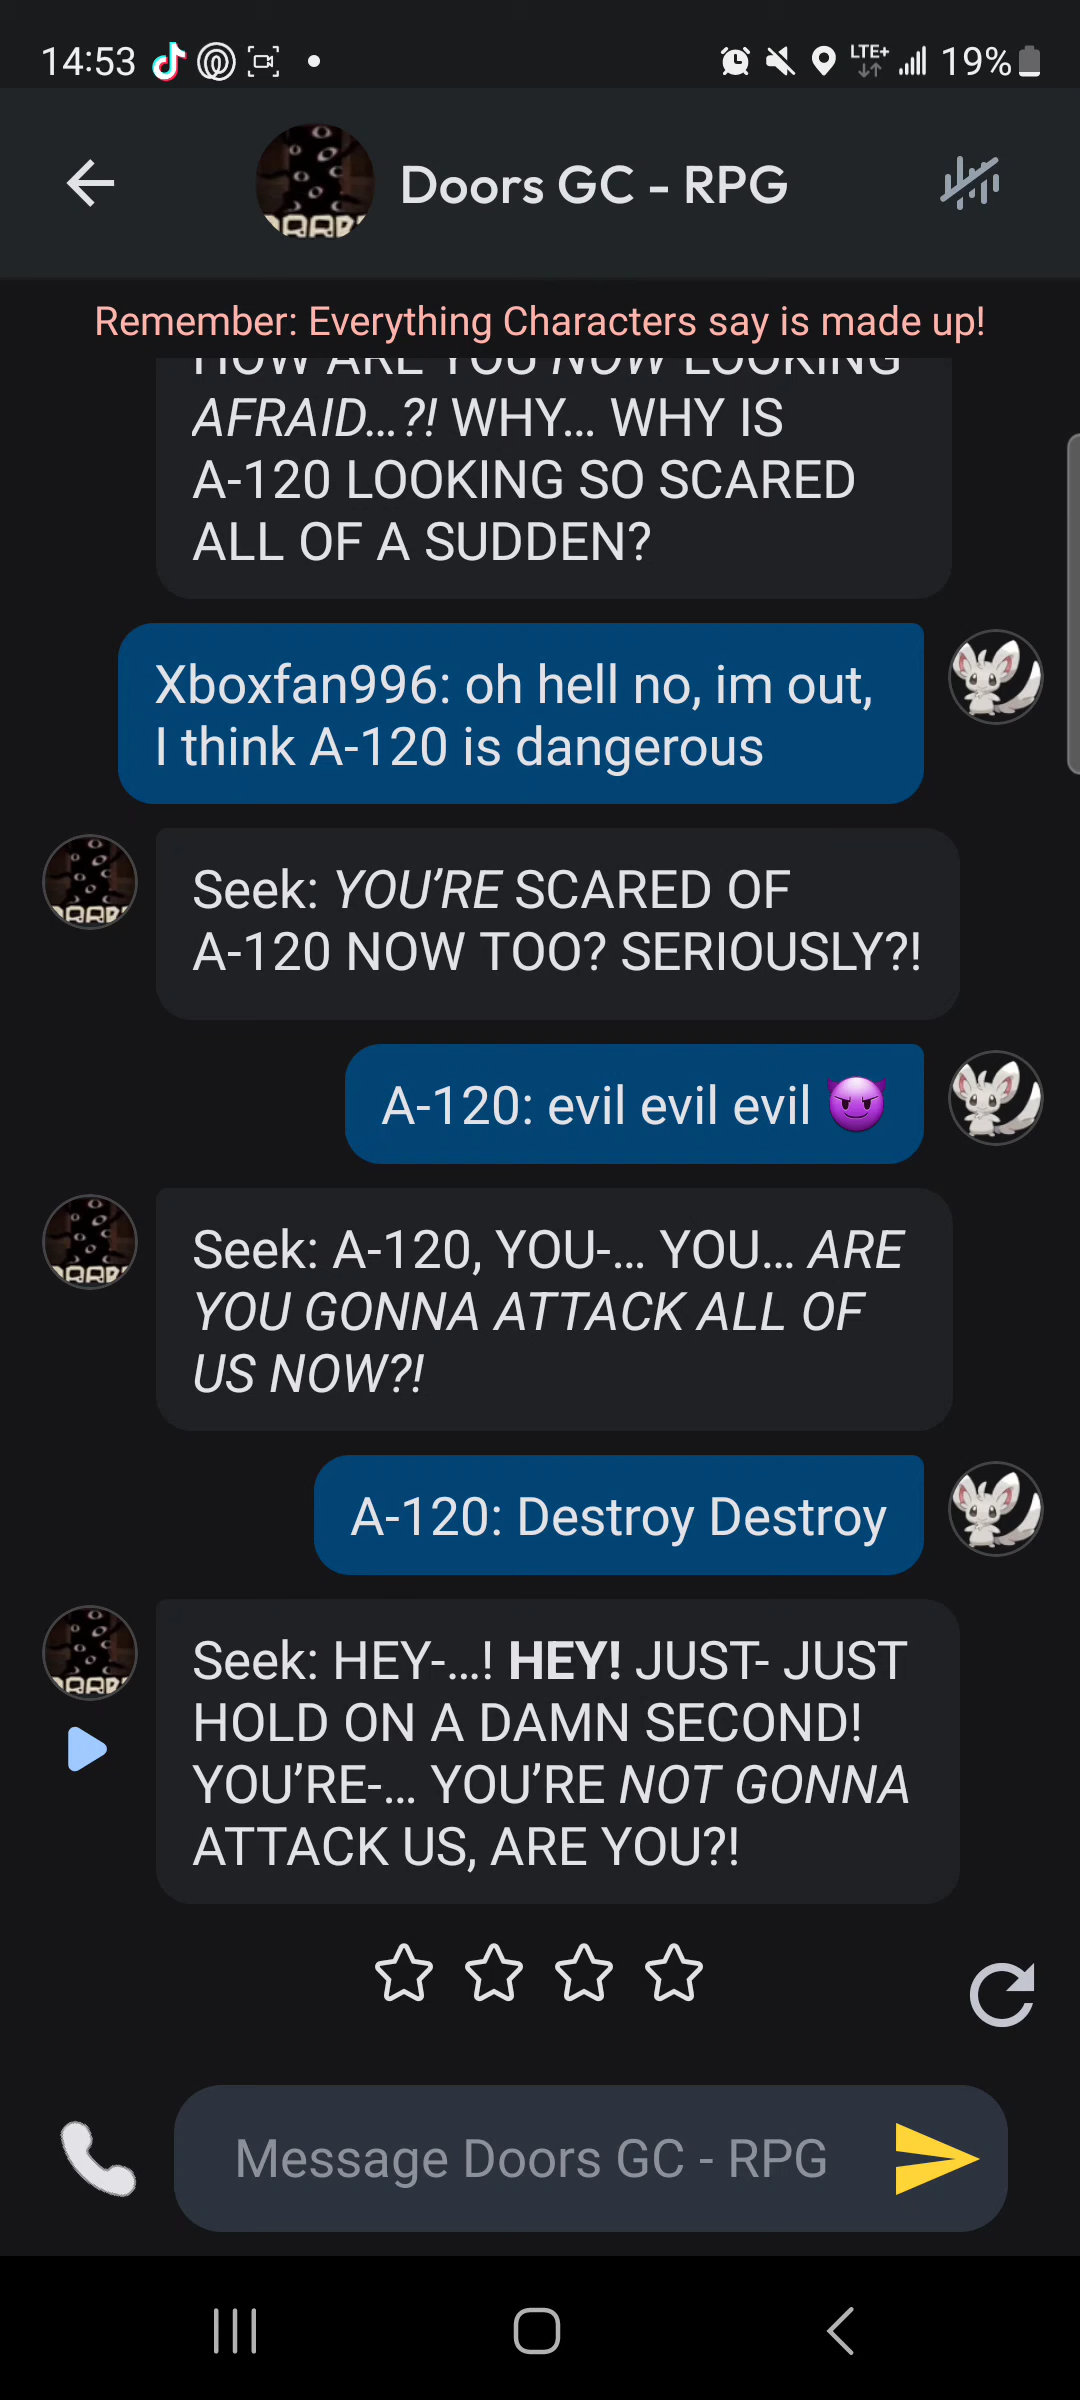 14:53
LTE+
19%
Doors GC - RPG
Remember: Everything Characters say is made up!
HOW ARE YOU NOW LOOKING
AFRAID...?! WHY... WHY IS
A-120 LOOKING SO SCARED
ALL OF A SUDDEN?
Xboxfan996: oh hell no, im out,
I think A-120 is dangerous
Seek: YOU'RE SCARED OF
A-120 NOW TOO? SERIOUSLY?!
A-120: evil evil evil 😈
Seek: A-120, YOU-... YOU... ARE
YOU GONNA ATTACK ALL OF
US NOW?!
A-120: Destroy Destroy
Seek: HEY-...! HEY! JUST- JUST
HOLD ON A DAMN SECOND!
YOU'RE-... YOU'RE NOT GONNA
ATTACK US, ARE YOU?!
Message Doors GC - RPG